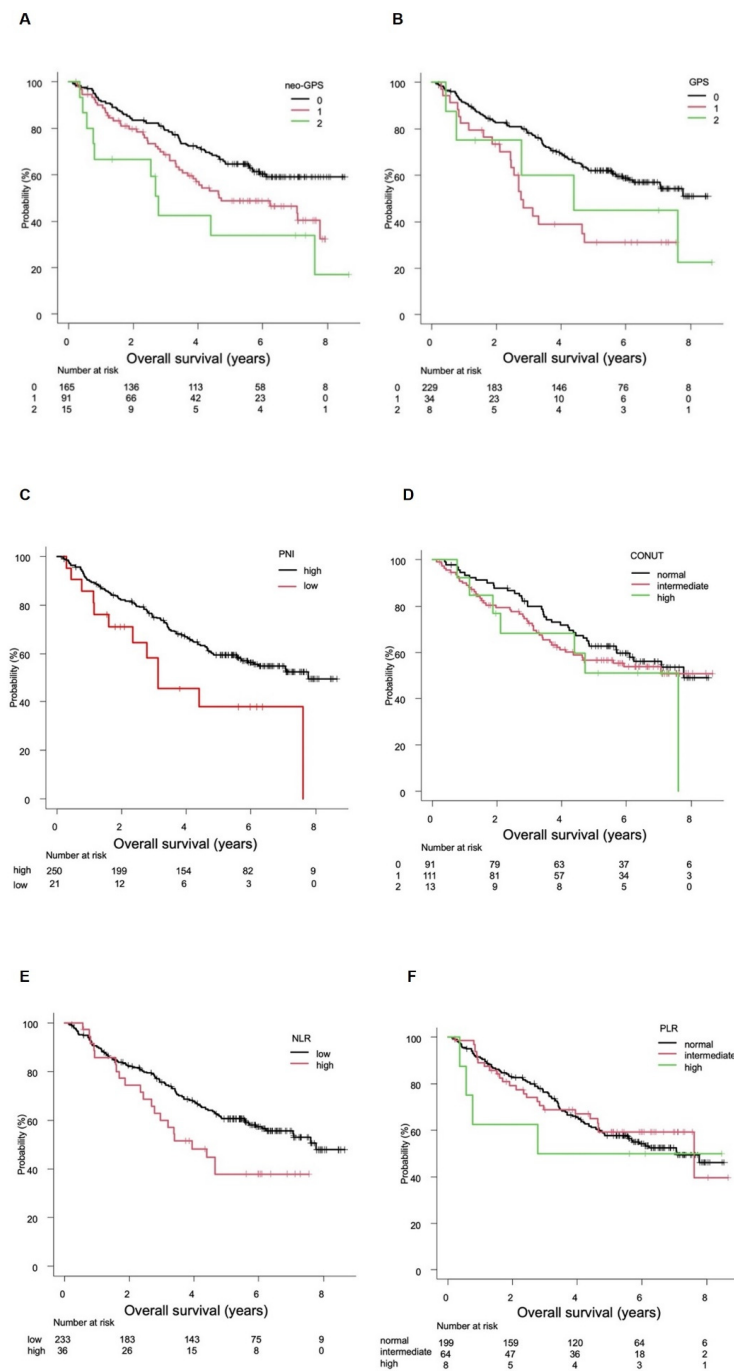 A
neo-GPS
0
1
2
100
80
60
40
20
0
Probability (%)
0 2 4 6 8
Overall survival (years)
Number at risk
0 165 136 113 58 8
1 91 66 42 23 0
2 15 9 5 4 1
B
GPS
0
1
2
100
80
60
40
20
0
Probability (%)
0 2 4 6 8
Overall survival (years)
Number at risk
0 229 183 146 76 8
1 34 23 10 6 0
2 8 5 4 3 1
C
PNI
high
low
100
80
60
40
20
0
Probability (%)
0 2 4 6 8
Overall survival (years)
Number at risk
high 250 199 154 82 9
low 21 12 6 3 0
D
CONUT
normal
intermediate
high
100
80
60
40
20
0
Probability (%)
0 2 4 6 8
Overall survival (years)
Number at risk
0 91 79 63 37 6
1 111 81 57 34 3
2 13 9 8 5 0
E
NLR
low
high
100
80
60
40
20
0
Probability (%)
0 2 4 6 8
Overall survival (years)
Number at risk
low 233 183 143 75 9
high 36 26 15 8 0
F
PLR
normal
intermediate
high
100
80
60
40
20
0
Probability (%)
0 2 4 6 8
Overall survival (years)
Number at risk
normal 199 159 120 64 6
intermediate 64 47 36 18 2
high 8 5 4 3 1